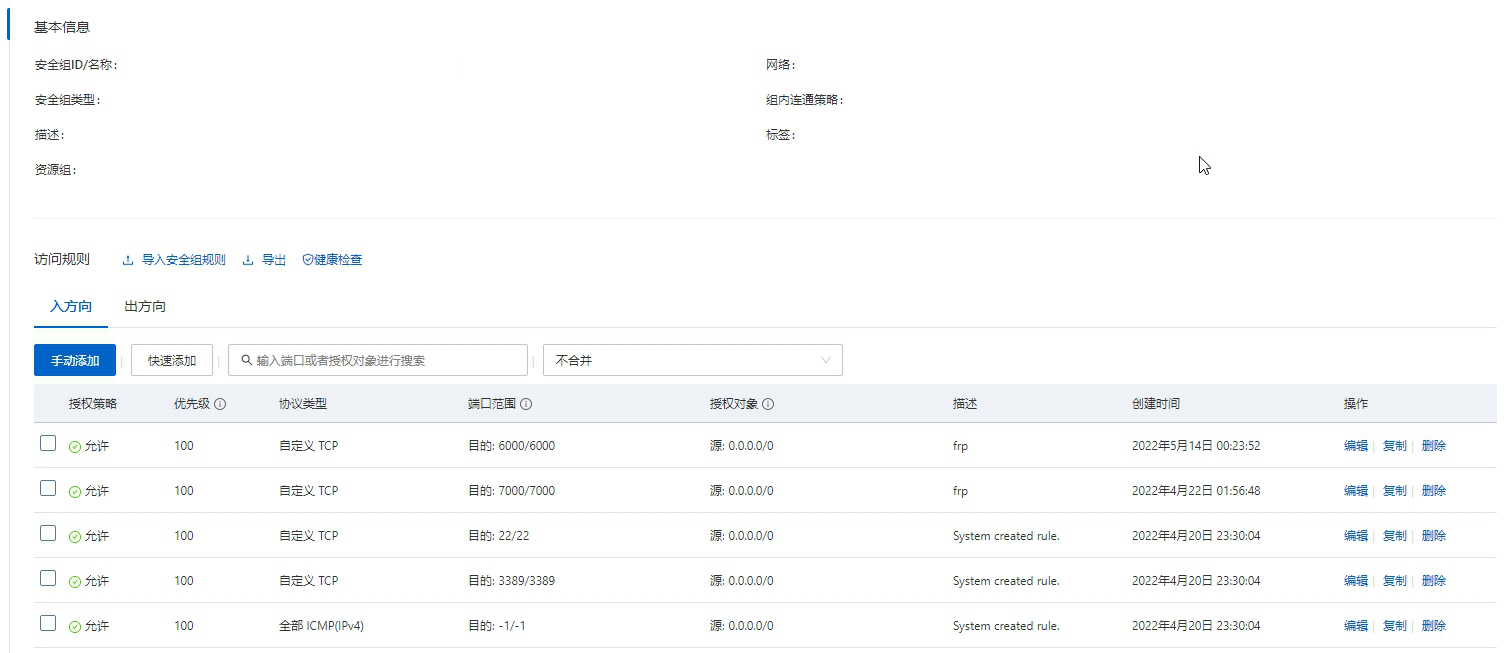 基本信息
安全组ID/名称: 网络:
安全组类型: 组内连通策略:
描述: 标签:
资源组:
访问规则 导入安全组规则 导出 健康检查
入方向 出方向
手动添加 快速添加 输入端口或者授权对象进行搜索 不合并
授权策略 优先级 协议类型 端口范围 授权对象 描述 创建时间 操作
允许 100 自定义 TCP 目的: 6000/6000 源: 0.0.0.0/0 frp 2022年5月14日 00:23:52 编辑 复制 删除
允许 100 自定义 TCP 目的: 7000/7000 源: 0.0.0.0/0 frp 2022年4月22日 01:56:48 编辑 复制 删除
允许 100 自定义 TCP 目的: 22/22 源: 0.0.0.0/0 System created rule. 2022年4月20日 23:30:04 编辑 复制 删除
允许 100 自定义 TCP 目的: 3389/3389 源: 0.0.0.0/0 System created rule. 2022年4月20日 23:30:04 编辑 复制 删除
允许 100 全部 ICMP(IPv4) 目的: -1/-1 源: 0.0.0.0/0 System created rule. 2022年4月20日 23:30:04 编辑 复制 删除